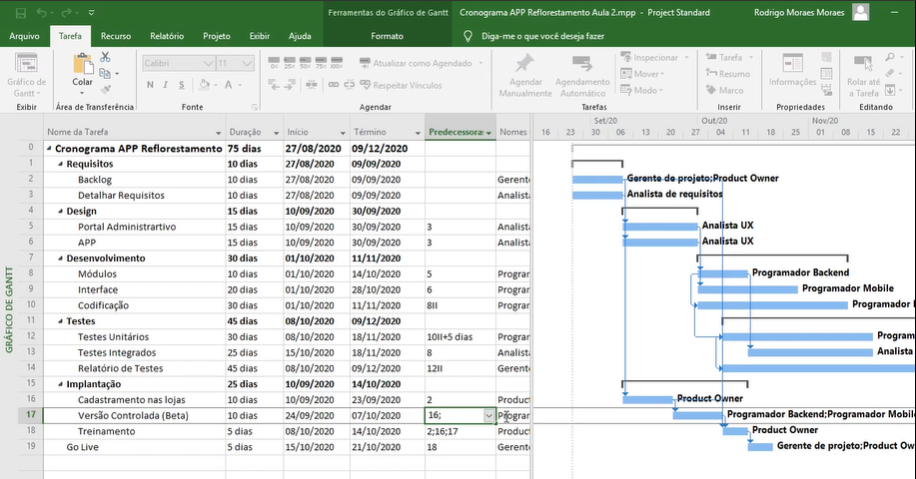 Ferramentas do Gráfico de Gantt Cronograma APP Reflorestamento Aula 2.mpp - Project Standard Rodrigo Moraes Moraes
Arquivo Tarefa Recurso Relatório Projeto Exibir Ajuda Formato Diga-me o que você deseja fazer
Gráfico de Gantt
Colar
Calibri 11
N I S
Atualizar como Agendado
Respeitar Vínculos
Agendar Manualmente
Agendamento Automático
Inspecionar
Mover
Modo
Tarefa
Resumo
Marco
Informações
Rolar até a Tarefa
Exibir Área de Transferência Fonte Agendar Tarefas Inserir Propriedades Editando
Set/20 Out/20 Nov/20
Nome da Tarefa Duração Início Término Predecessoras Nomes 16 23 30 06 13 20 27 04 11 18 25 01 08 15 22
0 Cronograma APP Reflorestamento 75 dias 27/08/2020 09/12/2020
1 Requisitos 10 dias 27/08/2020 09/09/2020
2 Backlog 10 dias 27/08/2020 09/09/2020 Gerent Gerente de projeto;Product Owner
3 Detalhar Requisitos 10 dias 27/08/2020 09/09/2020 Analista Analista de requisitos
4 Design 15 dias 10/09/2020 30/09/2020
5 Portal Administrartivo 15 dias 10/09/2020 30/09/2020 3 Analist Analista UX
6 APP 15 dias 10/09/2020 30/09/2020 3 Analist Analista UX
7 Desenvolvimento 30 dias 01/10/2020 11/11/2020
8 Módulos 10 dias 01/10/2020 14/10/2020 5 Progran Programador Backend
9 Interface 20 dias 01/10/2020 28/10/2020 6 Progran Programador Mobile
10 Codificação 30 dias 01/10/2020 11/11/2020 8II Progran Programador
11 Testes 45 dias 08/10/2020 09/12/2020
12 Testes Unitários 30 dias 08/10/2020 18/11/2020 10II+5 dias Progran Program
13 Testes Integrados 25 dias 15/10/2020 18/11/2020 8 Analist Analista
14 Relatório de Testes 45 dias 08/10/2020 09/12/2020 12II Gerent
15 Implantação 25 dias 10/09/2020 14/10/2020
16 Cadastramento nas lojas 10 dias 10/09/2020 23/09/2020 2 Product Product Owner
17 Versão Controlada (Beta) 10 dias 24/09/2020 07/10/2020 16; Progran Programador Backend;Programador Mobile
18 Treinamento 5 dias 08/10/2020 14/10/2020 2;16;17 Product Product Owner
19 Go Live 5 dias 15/10/2020 21/10/2020 18 Gerente Gerente de projeto;Product Ow
GRÁFICO DE GANTT